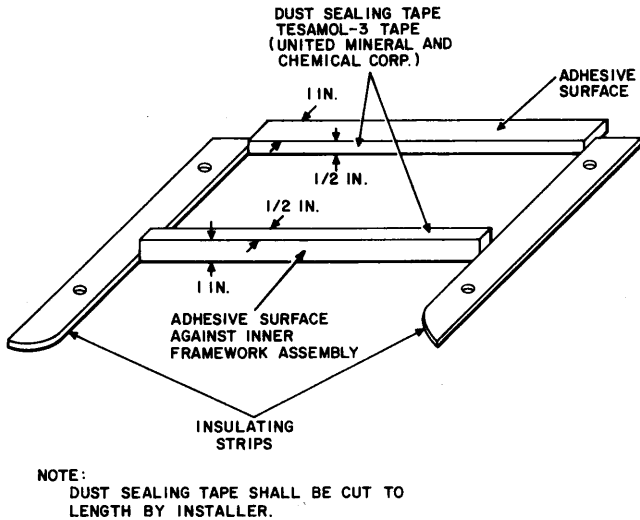 DUST SEALING TAPE
TESAMOL-3 TAPE
(UNITED MINERAL AND
CHEMICAL CORP.)
ADHESIVE
SURFACE
1 IN.
1/2 IN.
1/2 IN.
1 IN.
ADHESIVE SURFACE
AGAINST INNER
FRAMEWORK ASSEMBLY
INSULATING
STRIPS
NOTE:
DUST SEALING TAPE SHALL BE CUT TO
LENGTH BY INSTALLER.